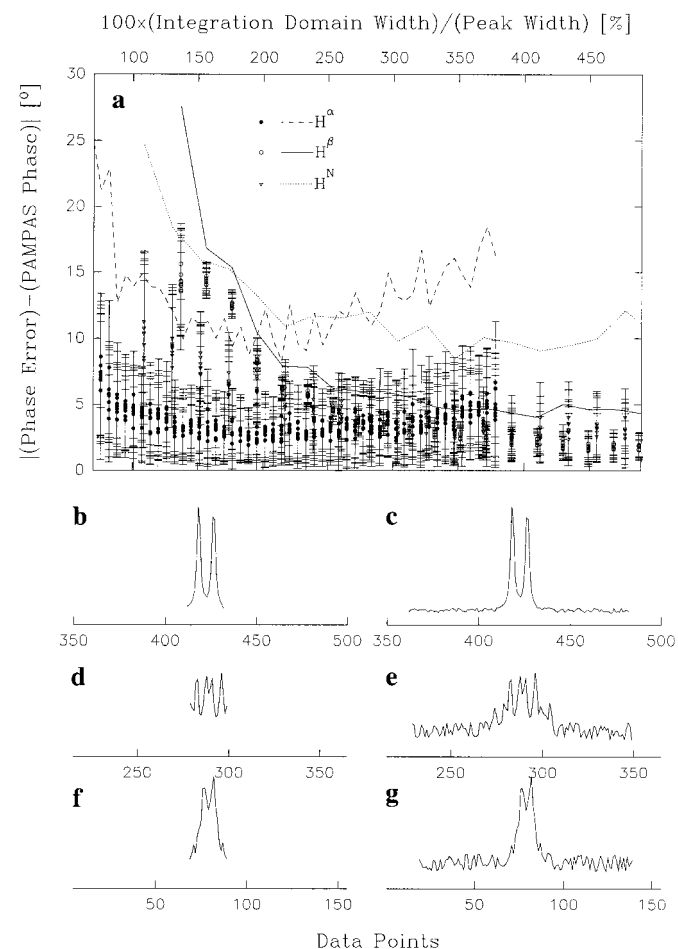 100x(Integration Domain Width)/(Peak Width) [%]
100 150 200 250 300 350 400 450
|(Phase Error)-(PAMPAS Phase)| [°]
30
25
20
15
10
5
0
a
H α
H β
H N
b
350 400 450 500
c
400 450 500
d
250 300 350
e
250 300 350
f
50 100 150
g
50 100 150
Data Points